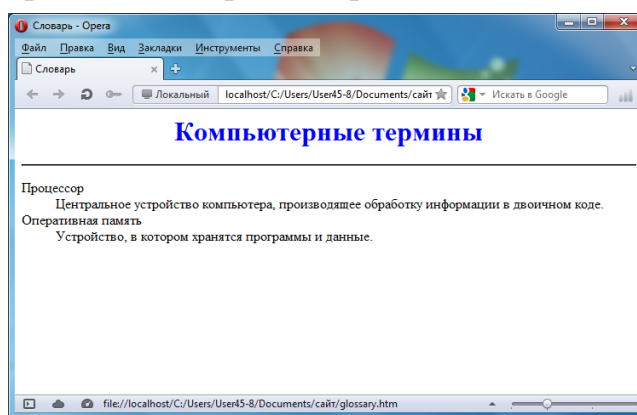 Словарь - Opera
Файл Правка Вид Закладки Инструменты Справка
Словарь
Локальный localhost/C:/Users/User45-8/Documents/сайт Искать в Google
Компьютерные термины
Процессор
Центральное устройство компьютера, производящее обработку информации в двоичном коде.
Оперативная память
Устройство, в котором хранятся программы и данные.
file://localhost/C:/Users/User45-8/Documents/сайт/glossary.htm